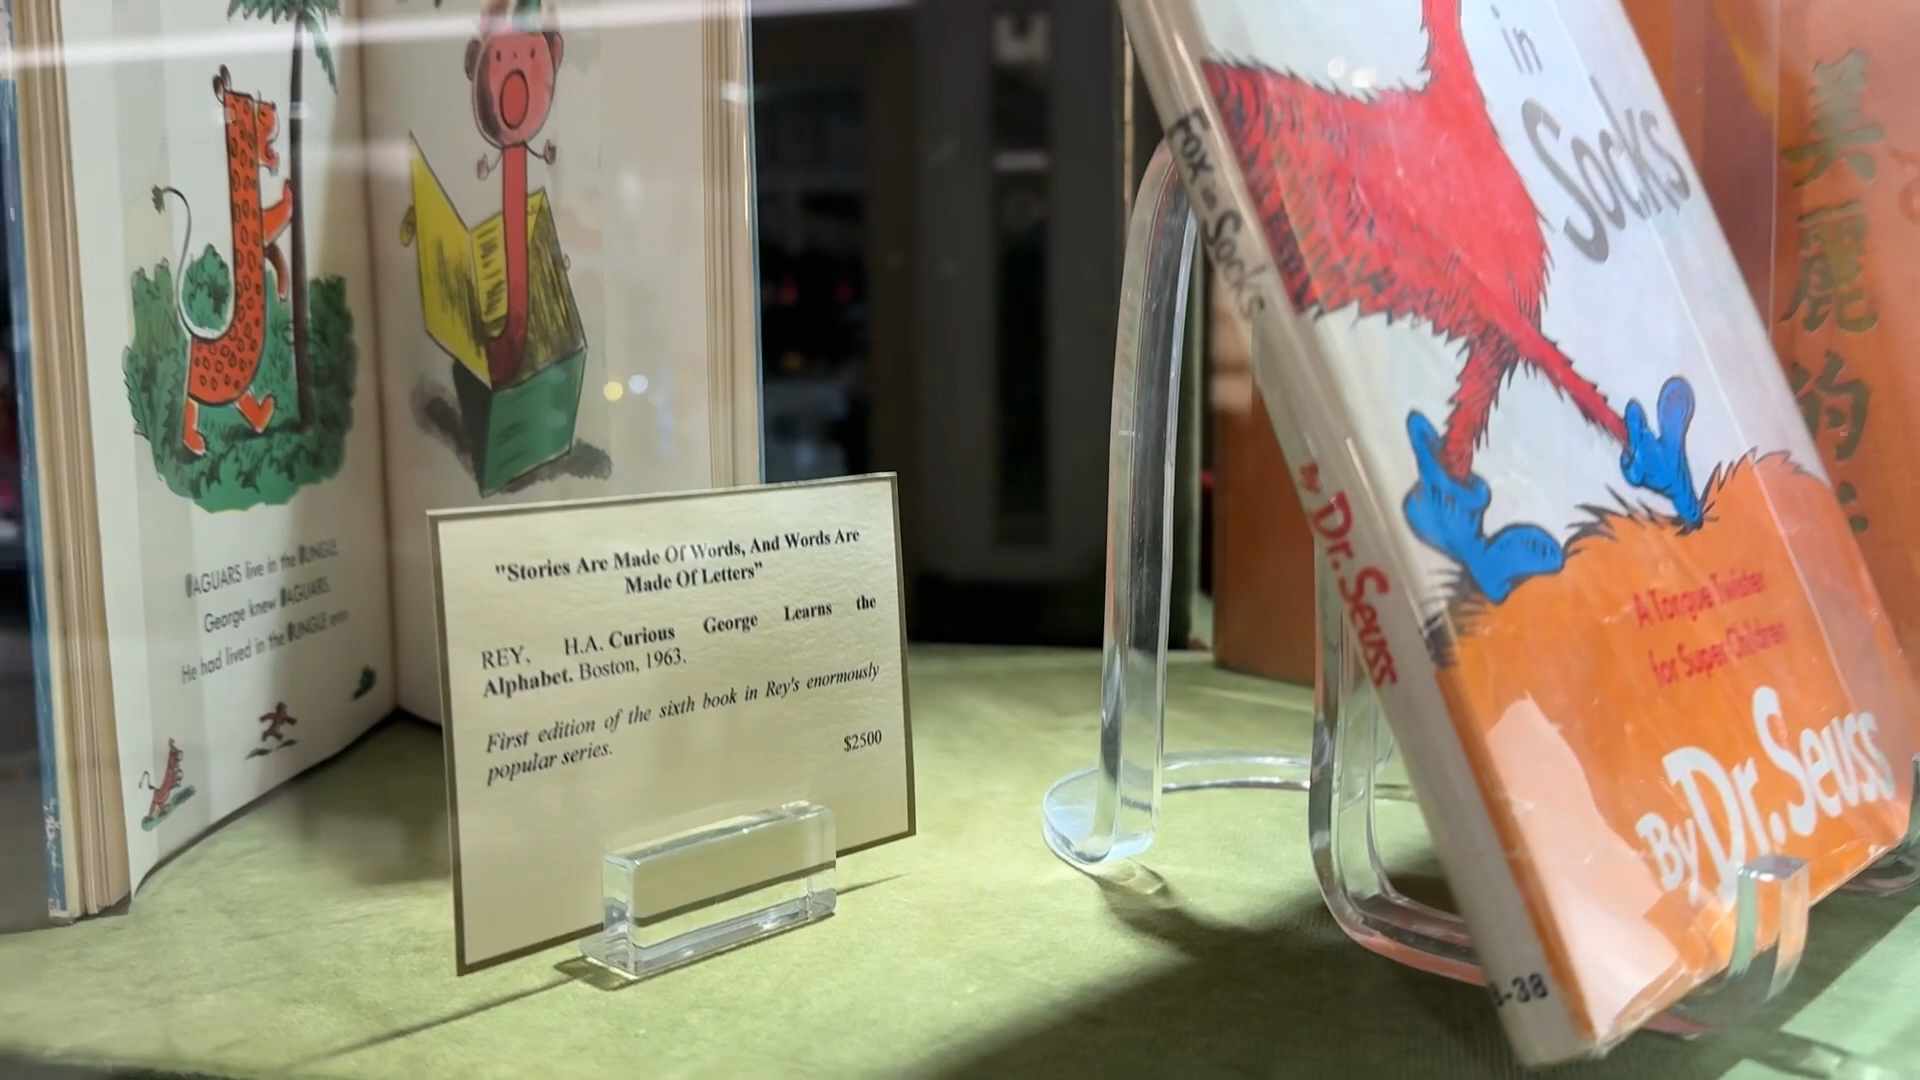 JAGUARS live in the JUNGLE.
George knew JAGUARS.
He had lived in the JUNGLE once
"Stories Are Made Of Words, And Words Are
Made Of Letters"
REY, H.A. Curious George Learns the
Alphabet. Boston, 1963.
First edition of the sixth book in Rey's enormously
popular series.
$2500
Fox in Socks
By Dr. Seuss
in
Socks
A Tongue Twister
for Super Children
By Dr. Seuss
美麗的